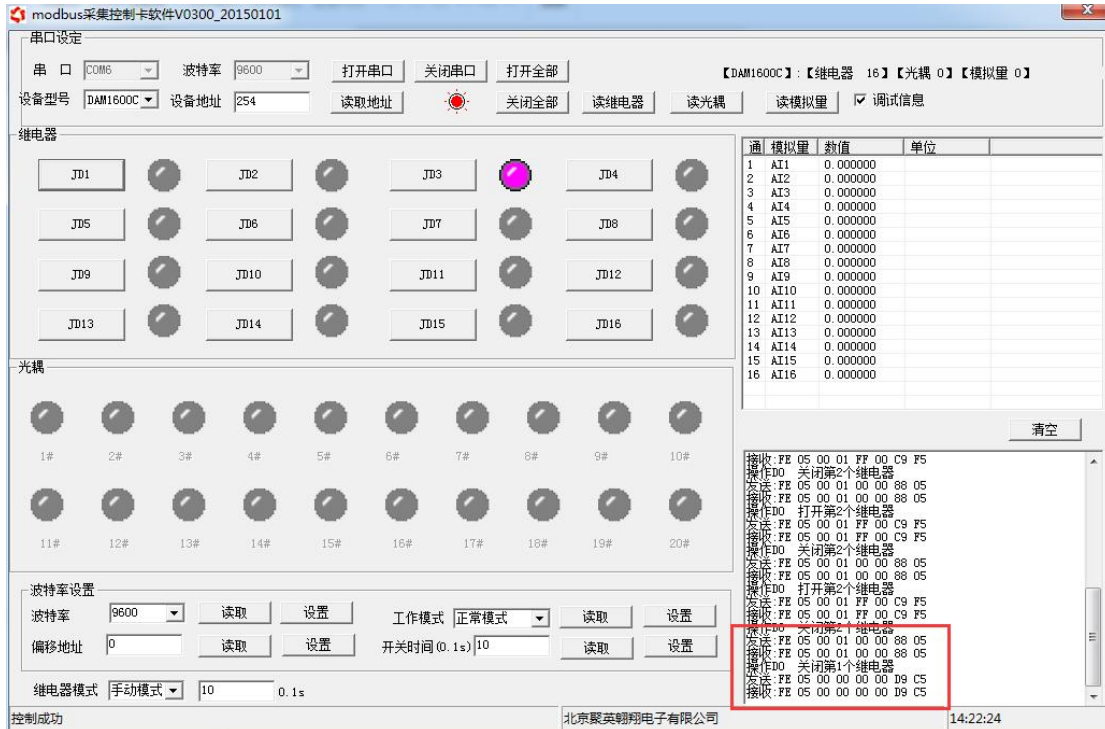 modbus采集控制卡软件V0300_20150101
串口设定
串 口 COM6 波特率 9600 打开串口 关闭串口 打开全部 【DAM1600C】:【继电器 16】【光耦 0】【模拟量 0】
设备型号 DAM1600C 设备地址 254 读取地址 关闭全部 读继电器 读光耦 读模拟量 调试信息
继电器
JD1 JD2 JD3 JD4
JD5 JD6 JD7 JD8
JD9 JD10 JD11 JD12
JD13 JD14 JD15 JD16
通 模拟量 数值 单位
1 AI1 0.000000
2 AI2 0.000000
3 AI3 0.000000
4 AI4 0.000000
5 AI5 0.000000
6 AI6 0.000000
7 AI7 0.000000
8 AI8 0.000000
9 AI9 0.000000
10 AI10 0.000000
11 AI11 0.000000
12 AI12 0.000000
13 AI13 0.000000
14 AI14 0.000000
15 AI15 0.000000
16 AI16 0.000000
清空
光耦
1# 2# 3# 4# 5# 6# 7# 8# 9# 10#
11# 12# 13# 14# 15# 16# 17# 18# 19# 20#
接收:FE 05 00 01 FF 00 C9 F5
操作DO 关闭第2个继电器
发送:FE 05 00 01 00 00 88 05
接收:FE 05 00 01 00 00 88 05
操作DO 打开第2个继电器
发送:FE 05 00 01 FF 00 C9 F5
接收:FE 05 00 01 FF 00 C9 F5
操作DO 关闭第2个继电器
发送:FE 05 00 01 00 00 88 05
接收:FE 05 00 01 00 00 88 05
操作DO 打开第2个继电器
发送:FE 05 00 01 FF 00 C9 F5
接收:FE 05 00 01 FF 00 C9 F5
操作DO 关闭第2个继电器
发送:FE 05 00 01 00 00 88 05
接收:FE 05 00 01 00 00 88 05
操作DO 关闭第1个继电器
发送:FE 05 00 00 00 00 D9 C5
接收:FE 05 00 00 00 00 D9 C5
波特率设置
波特率 9600 读取 设置 工作模式 正常模式 读取 设置
偏移地址 0 读取 设置 开关时间(0.1s) 10 读取 设置
继电器模式 手动模式 10 0.1s
控制成功 北京聚英翱翔电子有限公司 14:22:24